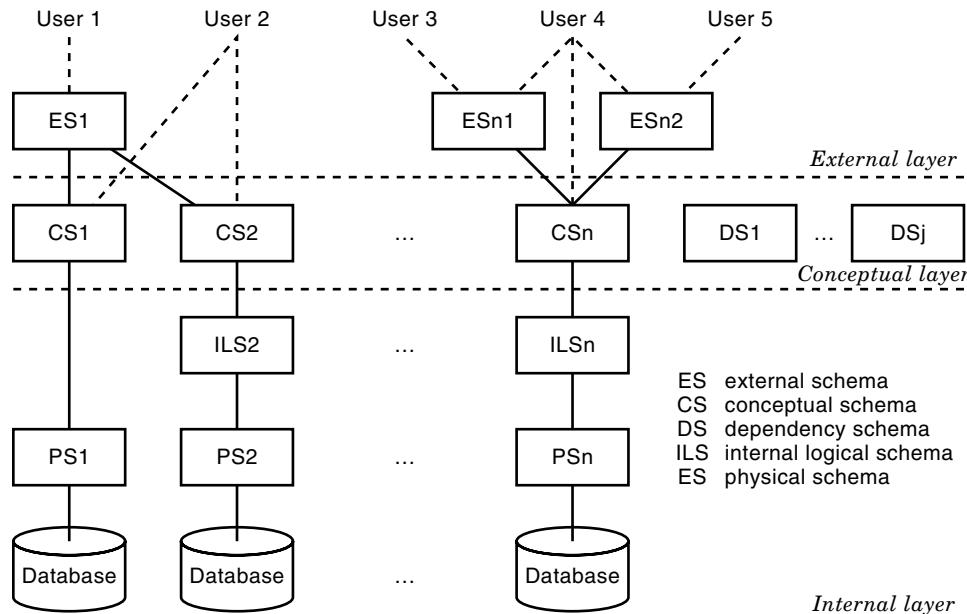 User 1 User 2 User 3 User 4 User 5
ES1 ESn1 ESn2
External layer
CS1 CS2 ... CSn DS1 ... DSj
Conceptual layer
ILS2 ... ILSn
ES external schema
CS conceptual schema
DS dependency schema
ILS internal logical schema
ES physical schema
PS1 PS2 ... PSn
Database Database ... Database
Internal layer